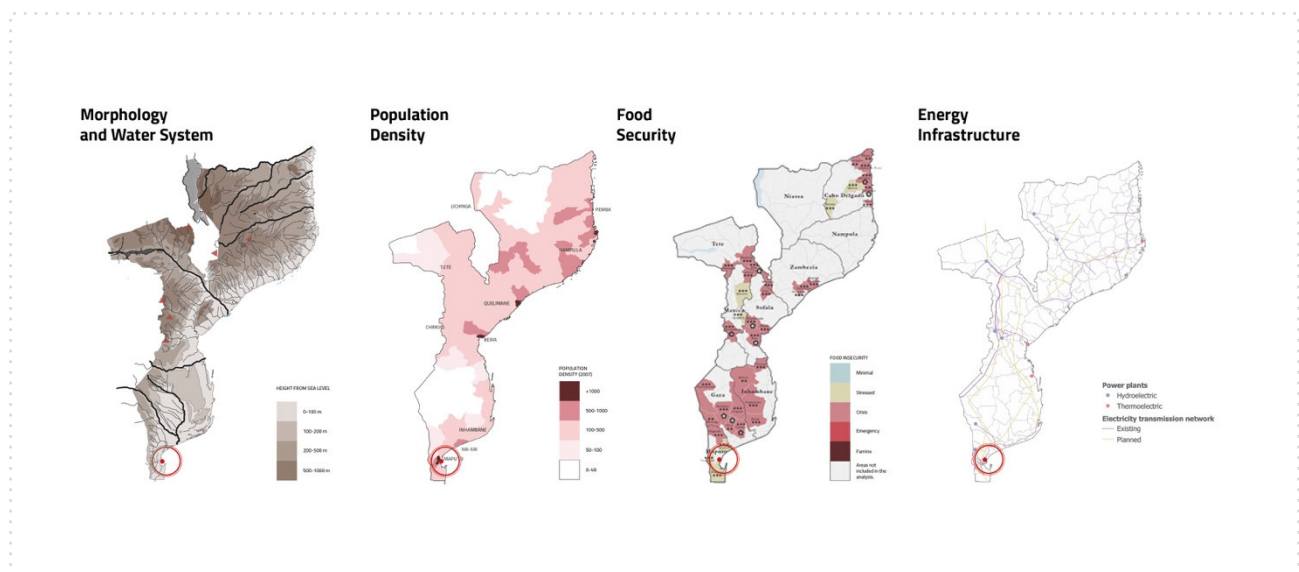 Morphology
and Water System
HEIGHT FROM SEA LEVEL
0-100 m
100-200 m
200-500 m
500-1000 m
Population
Density
LICHINGA
PEMBA
NAMPULA
TETE
QUELIMANE
CHIMOIO
BEIRA
INHAMBANE
MAPUTO
POPULATION
DENSITY (2007)
>1000
500-1000
100-500
50-100
0-49
Food
Security
Niassa
Cabo Delgado
Nampula
Tete
Zambezia
Manica
Sofala
Gaza
Inhambane
Maputo
FOOD INSECURITY
Minimal
Stressed
Crisis
Emergency
Famine
Areas not
included in the
analysis.
Energy
Infrastructure
Power plants
Hydroelectric
Thermoelectric
Electricity transmission network
Existing
Planned